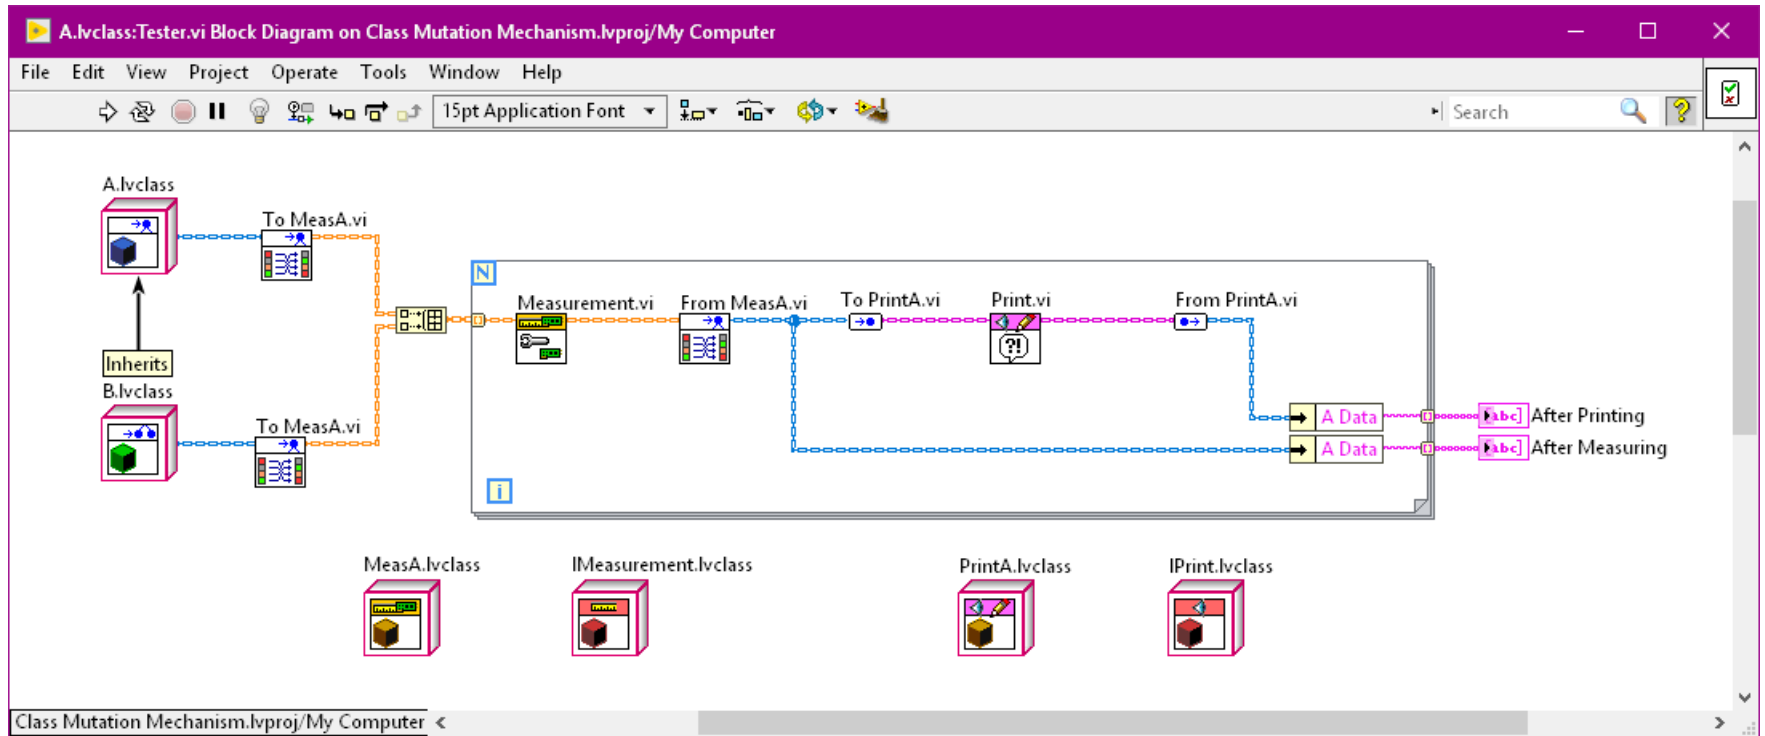 A.lvclass:Tester.vi Block Diagram on Class Mutation Mechanism.lvproj/My Computer
File Edit View Project Operate Tools Window Help
15pt Application Font
Search
A.lvclass
To MeasA.vi
N
Measurement.vi
From MeasA.vi
To PrintA.vi
Print.vi
From PrintA.vi
?!
Inherits
B.lvclass
To MeasA.vi
A Data
abc
After Printing
A Data
abc
After Measuring
i
MeasA.lvclass
IMeasurement.lvclass
PrintA.lvclass
IPrint.lvclass
Class Mutation Mechanism.lvproj/My Computer